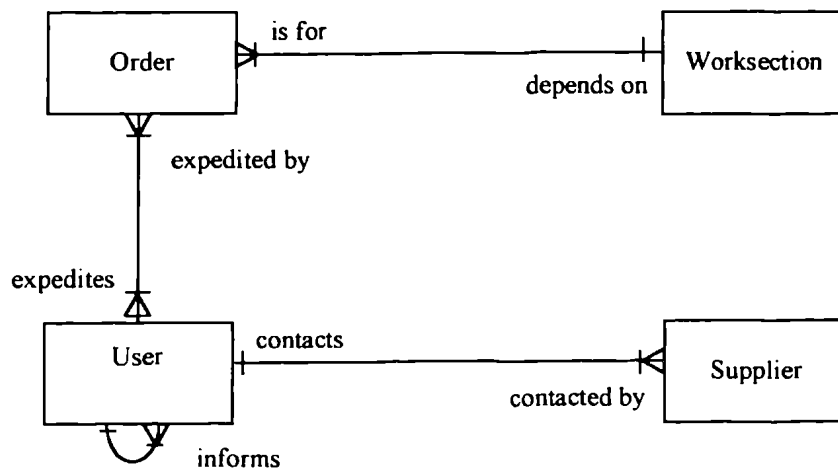 is for
Order
Worksection
depends on
expedited by
expedites
User
contacts
Supplier
contacted by
informs